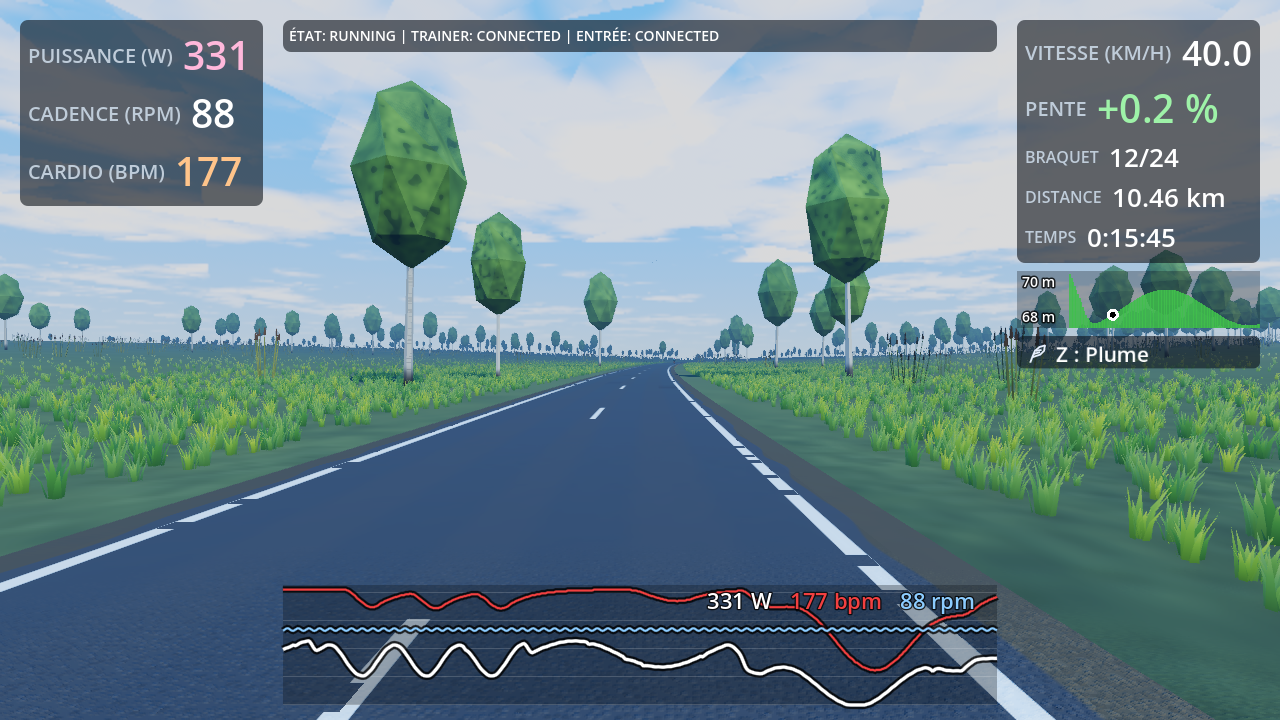 PUISSANCE (W) 331
CADENCE (RPM) 88
CARDIO (BPM) 177
ÉTAT: RUNNING | TRAINER: CONNECTED | ENTRÉE: CONNECTED
VITESSE (KM/H) 40.0
PENTE +0.2 %
BRAQUET 12/24
DISTANCE 10.46 km
TEMPS 0:15:45
70 m
68 m
Z : Plume
331 W 177 bpm 88 rpm